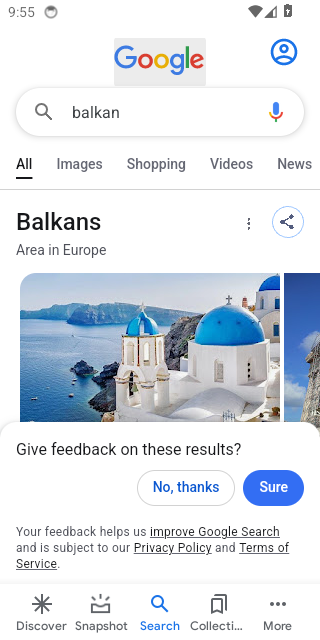 9:55
Google
balkan
All Images Shopping Videos News
Balkans
Area in Europe
Give feedback on these results?
No, thanks Sure
Your feedback helps us improve Google Search
and is subject to our Privacy Policy and Terms of
Service.
Discover Snapshot Search Collecti... More